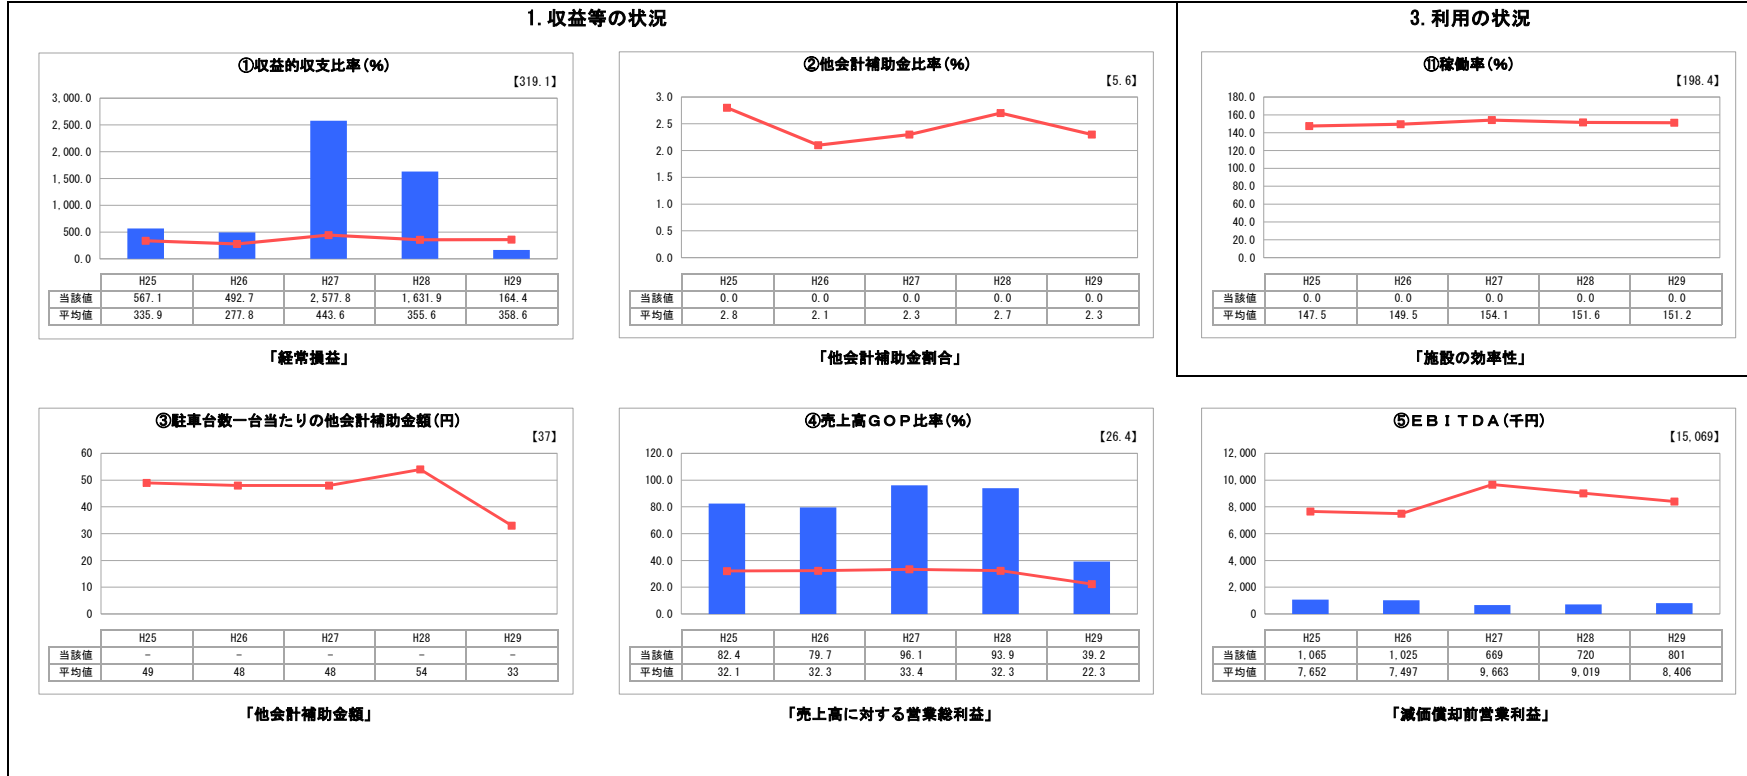 1. 収益等の状況
3. 利用の状況
①収益的収支比率(%)
【319.1】
3,000.0
2,500.0
2,000.0
1,500.0
1,000.0
500.0
0.0
H25 H26 H27 H28 H29
当該値 567.1 492.7 2,577.8 1,631.9 164.4
平均値 335.9 277.8 443.6 355.6 358.6
「経常損益」
②他会計補助金比率(%)
【5.6】
3.0
2.5
2.0
1.5
1.0
0.5
0.0
H25 H26 H27 H28 H29
当該値 0.0 0.0 0.0 0.0 0.0
平均値 2.8 2.1 2.3 2.7 2.3
「他会計補助金割合」
⑪稼働率(%)
【198.4】
180.0
160.0
140.0
120.0
100.0
80.0
60.0
40.0
20.0
0.0
H25 H26 H27 H28 H29
当該値 0.0 0.0 0.0 0.0 0.0
平均値 147.5 149.5 154.1 151.6 151.2
「施設の効率性」
③駐車台数一台当たりの他会計補助金額(円)
【37】
60
50
40
30
20
10
0
H25 H26 H27 H28 H29
当該値 － － － － －
平均値 49 48 48 54 33
「他会計補助金額」
④売上高ＧＯＰ比率(%)
【26.4】
120.0
100.0
80.0
60.0
40.0
20.0
0.0
H25 H26 H27 H28 H29
当該値 82.4 79.7 96.1 93.9 39.2
平均値 32.1 32.3 33.4 32.3 22.3
「売上高に対する営業総利益」
⑤ＥＢＩＴＤＡ(千円)
【15,069】
12,000
10,000
8,000
6,000
4,000
2,000
0
H25 H26 H27 H28 H29
当該値 1,065 1,025 669 720 801
平均値 7,652 7,497 9,663 9,019 8,406
「減価償却前営業利益」